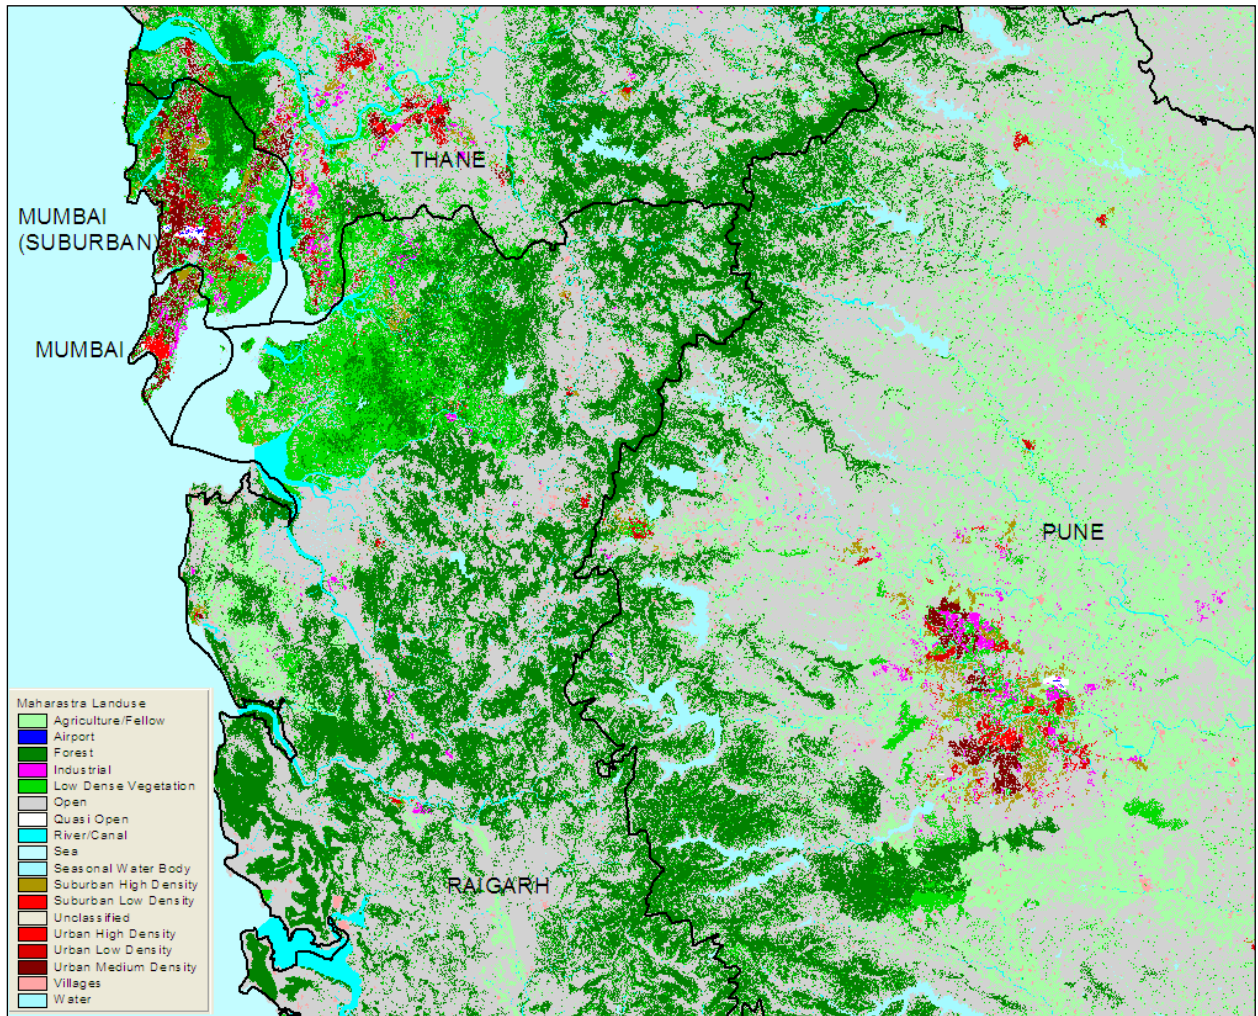 THANE
MUMBAI
(SUBURBAN)
MUMBAI
PUNE
RAIGARH
Maharastra Landuse
Agriculture/Fellow
Airport
Forest
Industrial
Low Dense Vegetation
Open
Quasi Open
River/Canal
Sea
Seasonal Water Body
Suburban High Density
Suburban Low Density
Unclassified
Urban High Density
Urban Low Density
Urban Medium Density
Villages
Water